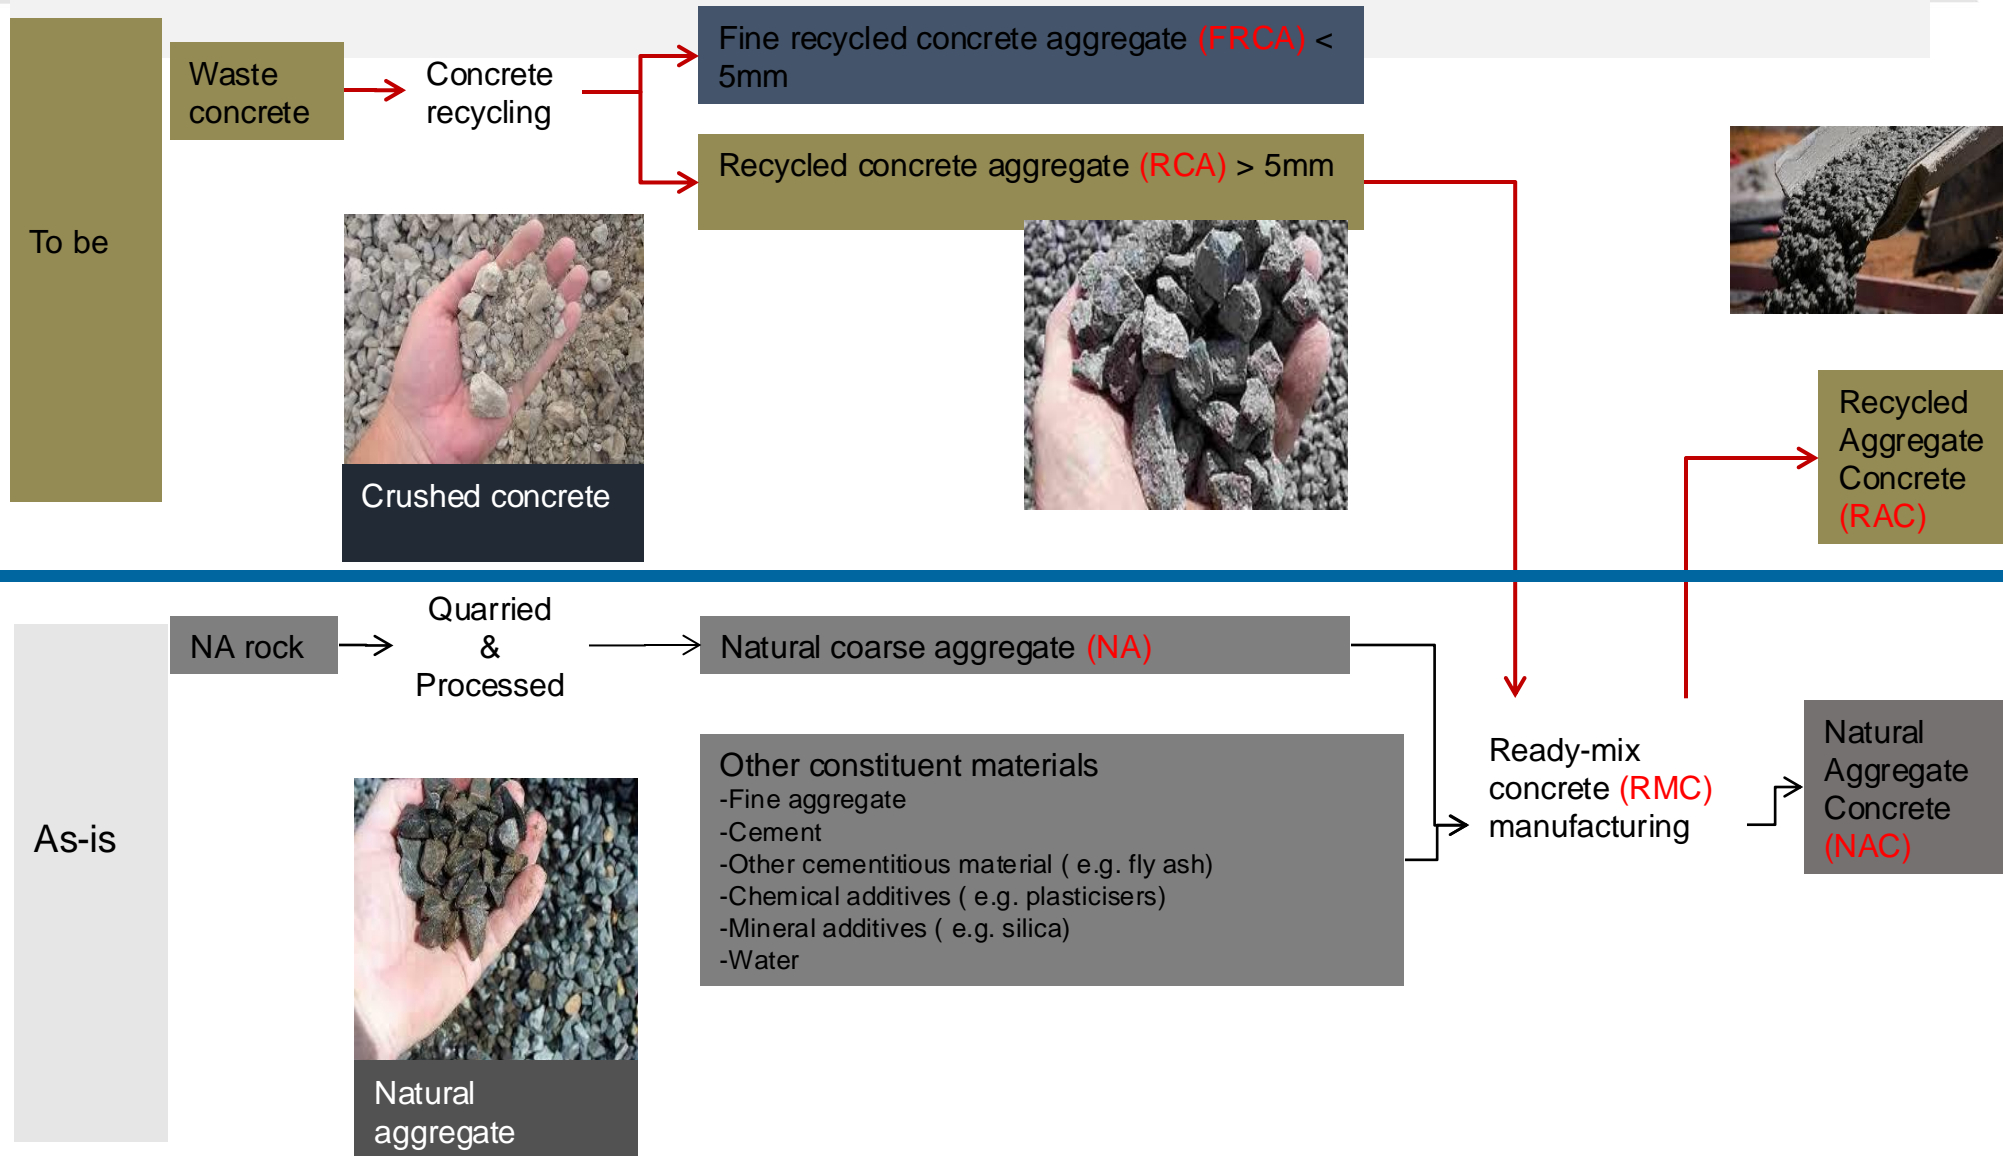 To be
Waste
concrete
Concrete
recycling
Fine recycled concrete aggregate (FRCA) <
5mm
Recycled concrete aggregate (RCA) > 5mm
Crushed concrete
Recycled
Aggregate
Concrete
(RAC)
As-is
NA rock
Quarried
&
Processed
Natural coarse aggregate (NA)
Other constituent materials
-Fine aggregate
-Cement
-Other cementitious material ( e.g. fly ash)
-Chemical additives ( e.g. plasticisers)
-Mineral additives ( e.g. silica)
-Water
Ready-mix
concrete (RMC)
manufacturing
Natural
Aggregate
Concrete
(NAC)
Natural
aggregate